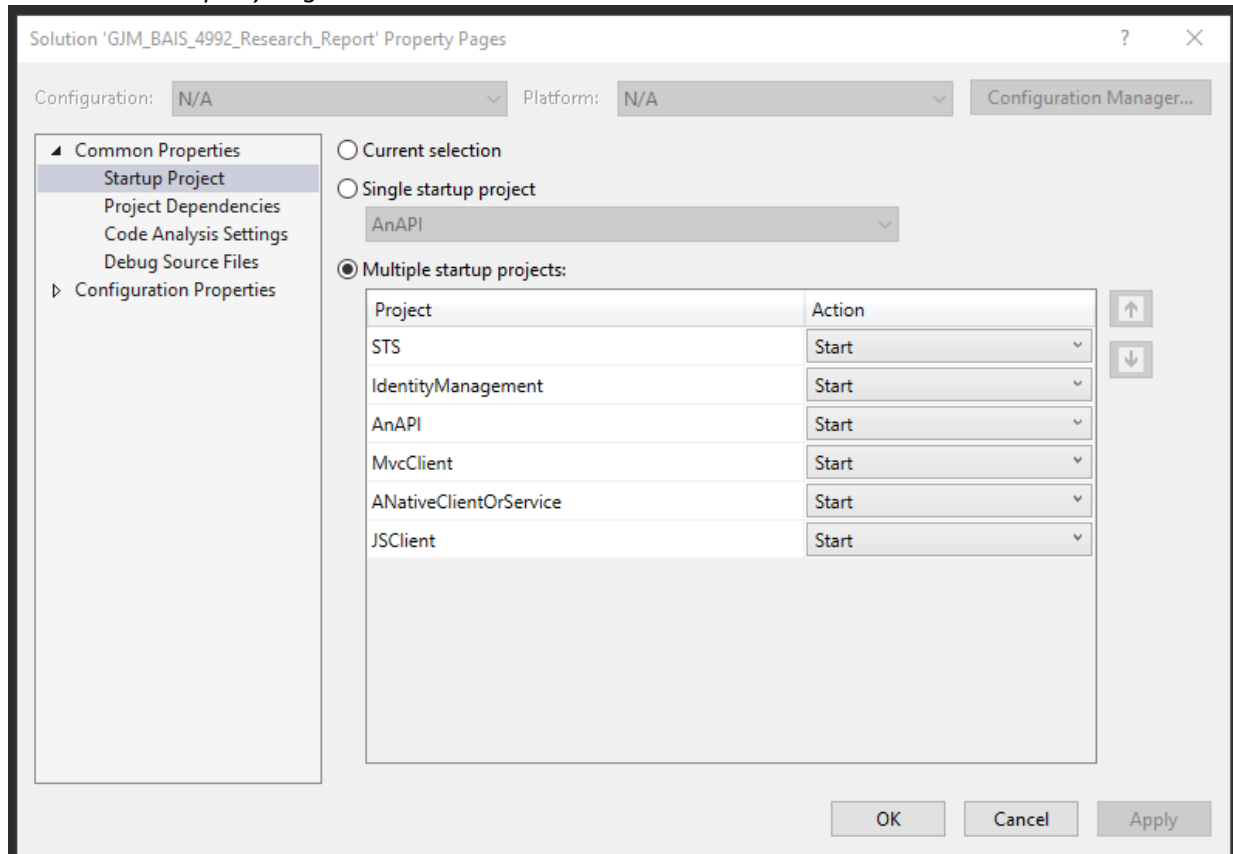 Solution 'GJM_BAIS_4992_Research_Report' Property Pages ? ×
Configuration: N/A Platform: N/A Configuration Manager...
Common Properties
Startup Project
Project Dependencies
Code Analysis Settings
Debug Source Files
Configuration Properties
Current selection
Single startup project
AnAPI
Multiple startup projects:
Project Action
STS Start
IdentityManagement Start
AnAPI Start
MvcClient Start
ANativeClientOrService Start
JSClient Start
OK Cancel Apply